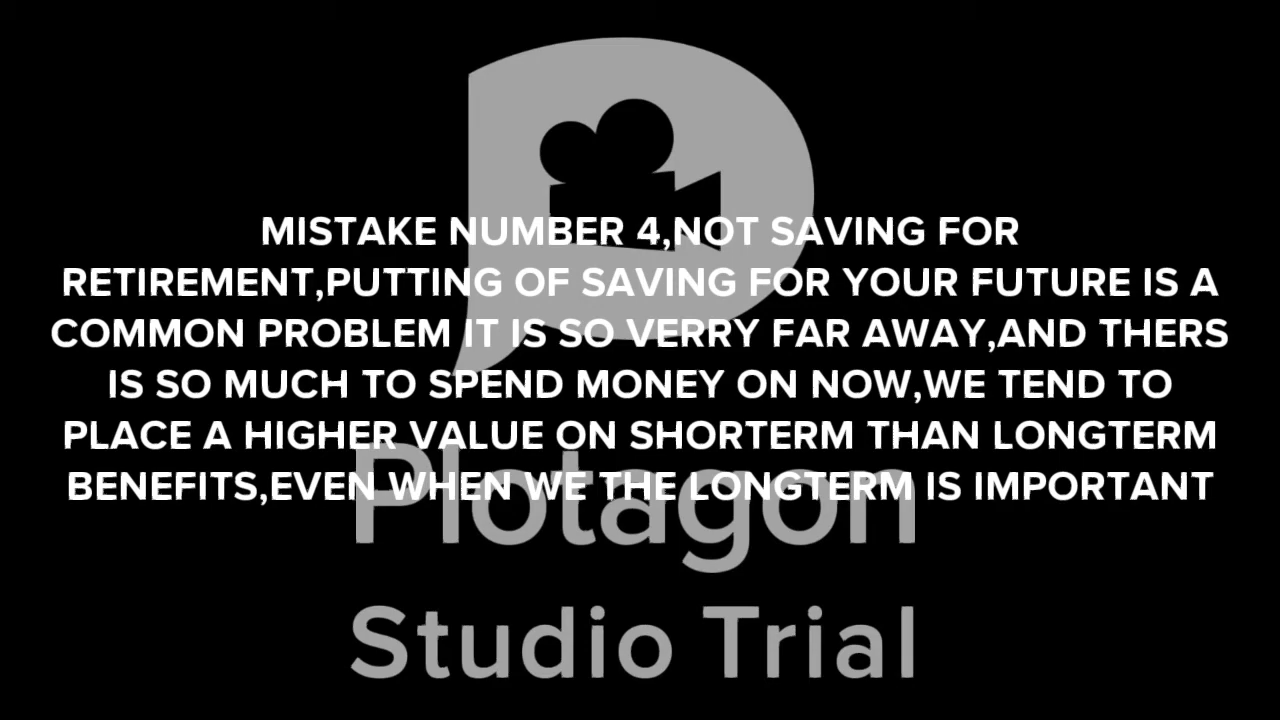 MISTAKE NUMBER 4,NOT SAVING FOR
RETIREMENT,PUTTING OF SAVING FOR YOUR FUTURE IS A
COMMON PROBLEM IT IS SO VERRY FAR AWAY,AND THERS
IS SO MUCH TO SPEND MONEY ON NOW,WE TEND TO
PLACE A HIGHER VALUE ON SHORTERM THAN LONGTERM
BENEFITS,EVEN WHEN WE THE LONGTERM IS IMPORTANT
Plotagon
Studio Trial